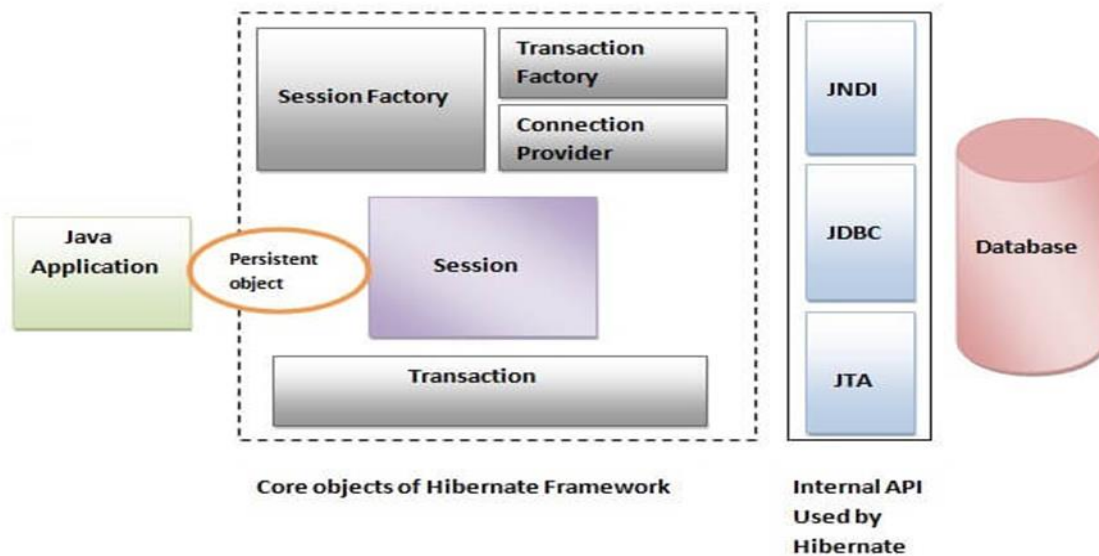 Session Factory
Transaction
Factory
Connection
Provider
JNDI
Java
Application
Persistent
object
Session
JDBC
Database
Transaction
JTA
Core objects of Hibernate Framework
Internal API
Used by
Hibernate